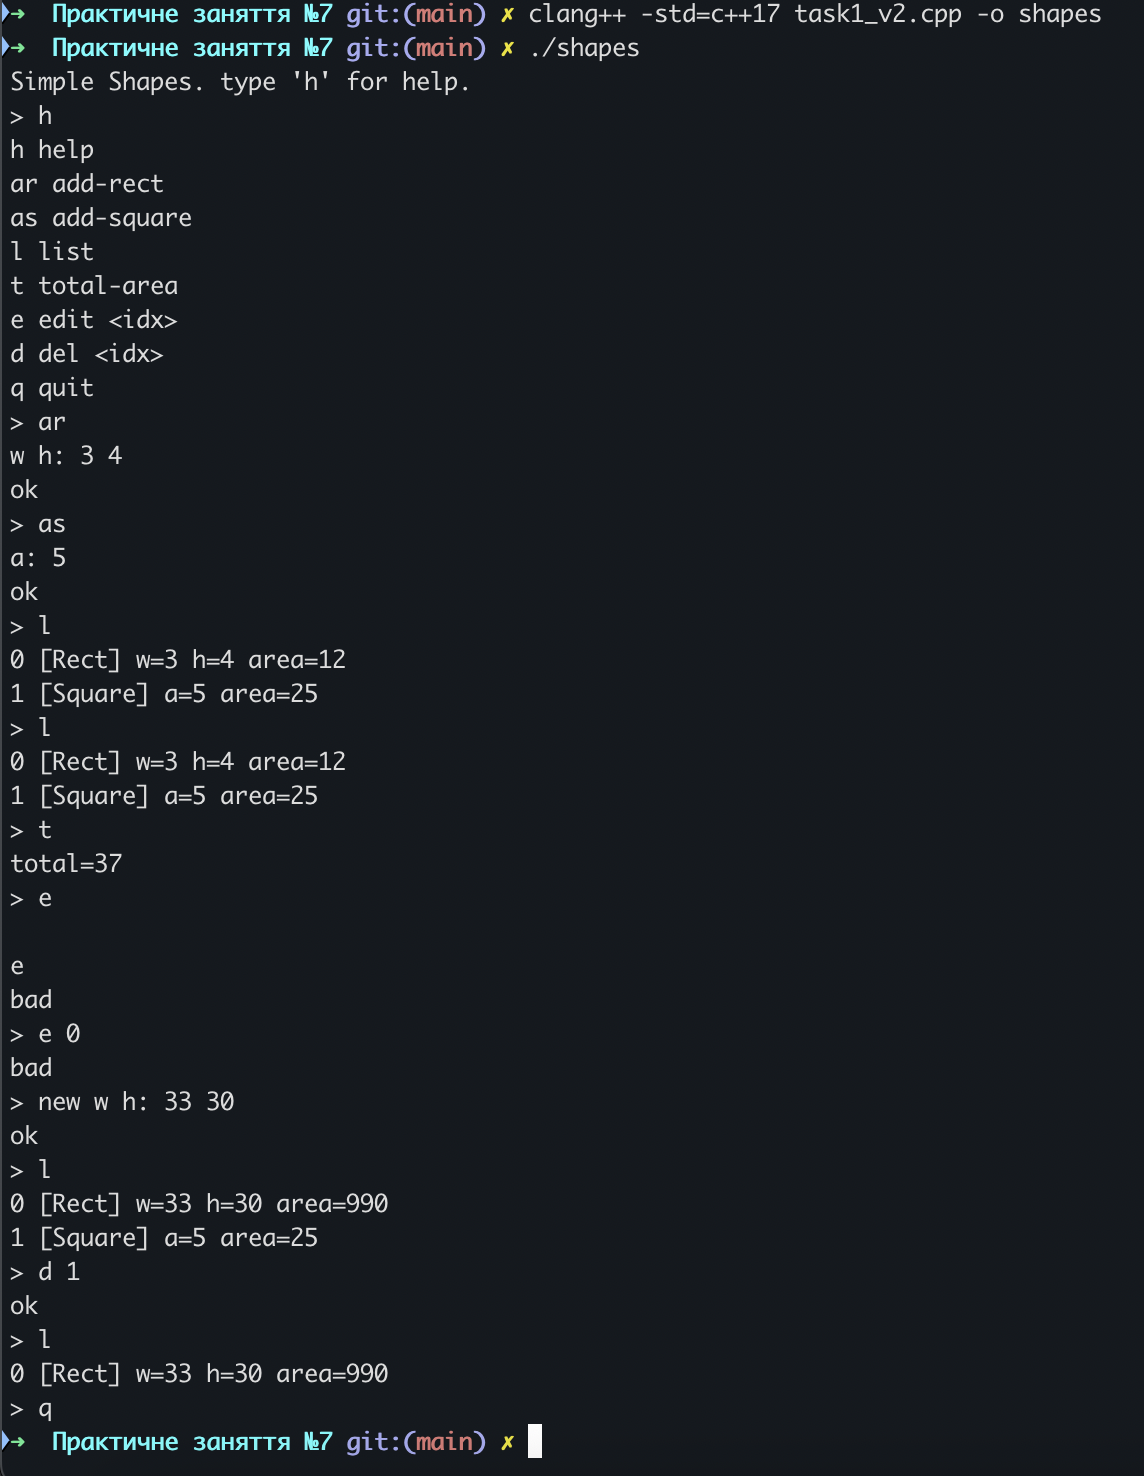 ➜ Практичне заняття №7 git:(main) ✗ clang++ -std=c++17 task1_v2.cpp -o shapes
➜ Практичне заняття №7 git:(main) ✗ ./shapes
Simple Shapes. type 'h' for help.
> h
h help
ar add-rect
as add-square
l list
t total-area
e edit <idx>
d del <idx>
q quit
> ar
w h: 3 4
ok
> as
a: 5
ok
> l
0 [Rect] w=3 h=4 area=12
1 [Square] a=5 area=25
> l
0 [Rect] w=3 h=4 area=12
1 [Square] a=5 area=25
> t
total=37
> e

e
bad
> e 0
bad
> new w h: 33 30
ok
> l
0 [Rect] w=33 h=30 area=990
1 [Square] a=5 area=25
> d 1
ok
> l
0 [Rect] w=33 h=30 area=990
> q
➜ Практичне заняття №7 git:(main) ✗